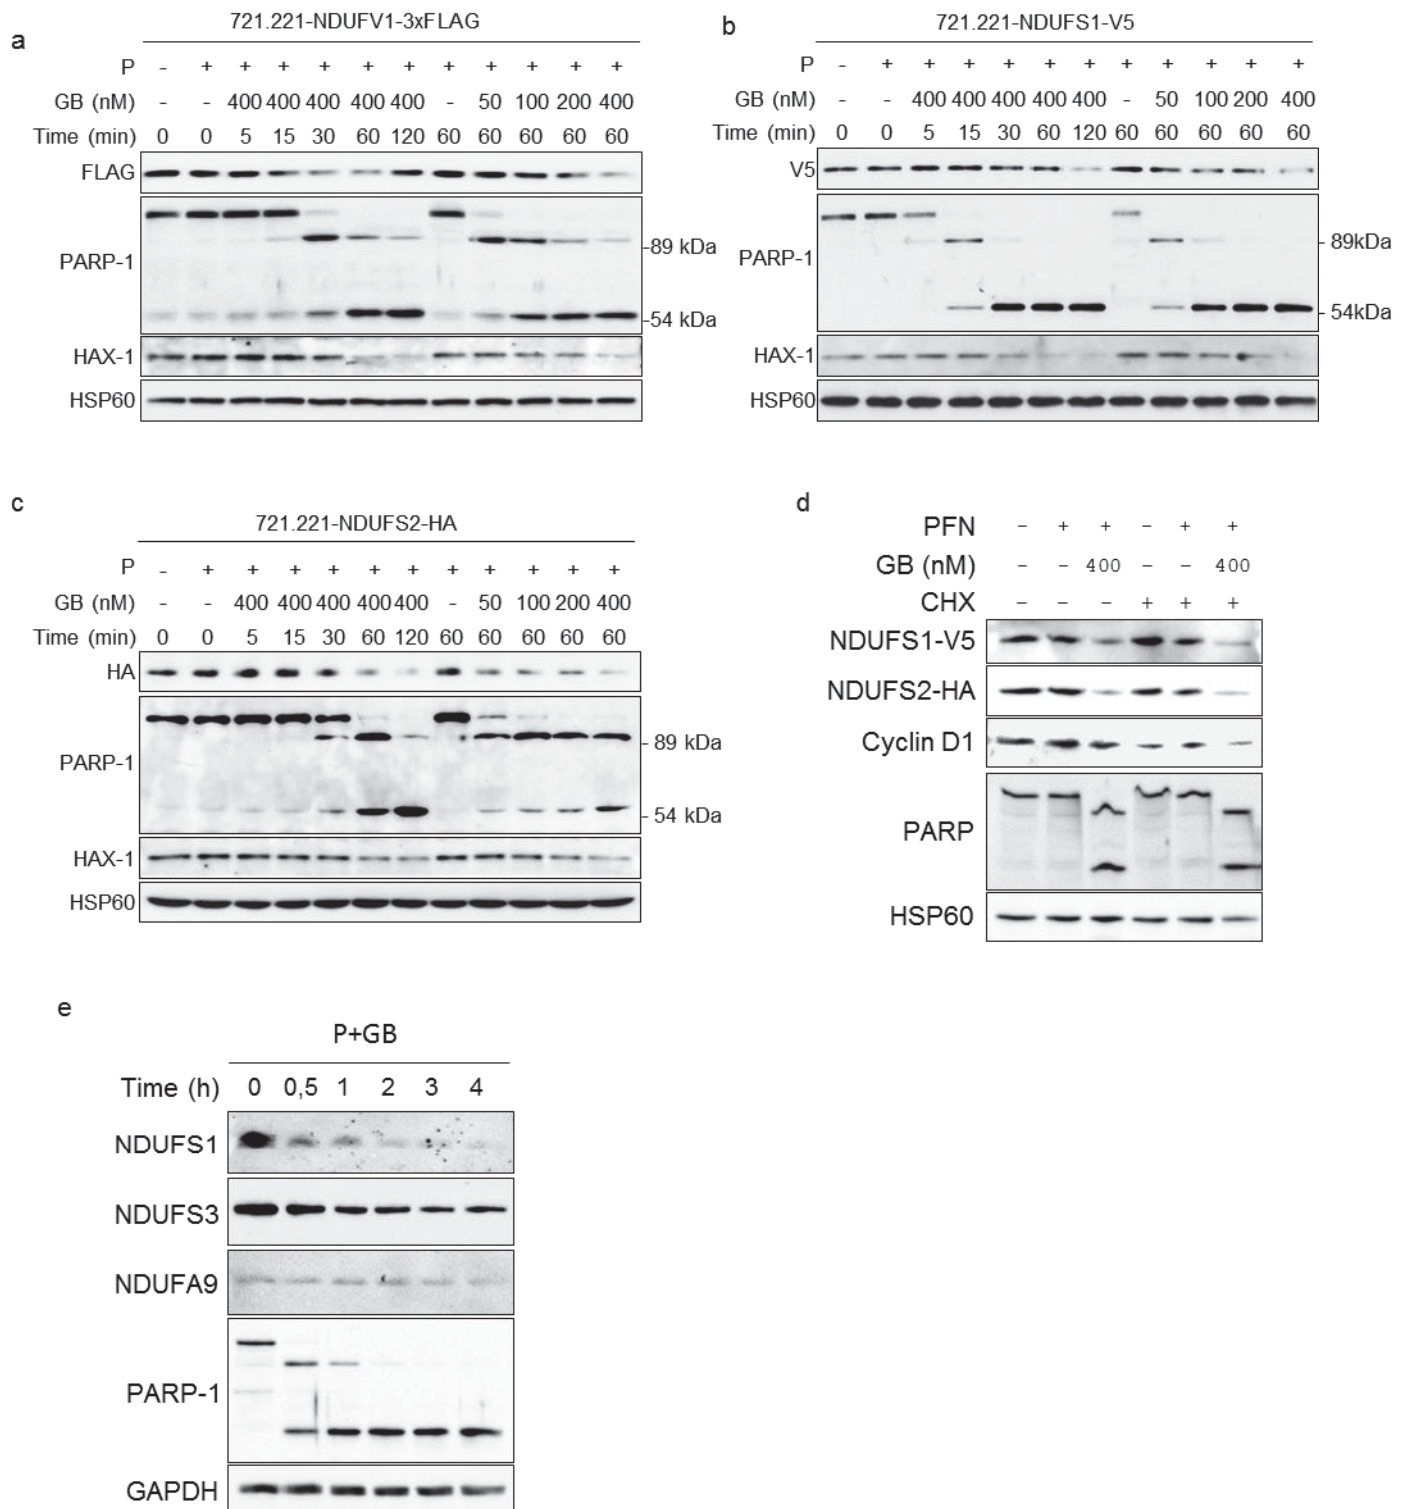 a
721.221-NDUFV1-3xFLAG
P - + + + + + + + + + + +
GB (nM) - - 400 400 400 400 400 - 50 100 200 400
Time (min) 0 0 5 15 30 60 120 60 60 60 60 60
FLAG
PARP-1
-89 kDa
-54 kDa
HAX-1
HSP60
b
721.221-NDUFS1-V5
P - + + + + + + + + + + +
GB (nM) - - 400 400 400 400 400 - 50 100 200 400
Time (min) 0 0 5 15 30 60 120 60 60 60 60 60
V5
PARP-1
- 89kDa
- 54kDa
HAX-1
HSP60
c
721.221-NDUFS2-HA
P - + + + + + + + + + + +
GB (nM) - - 400 400 400 400 400 - 50 100 200 400
Time (min) 0 0 5 15 30 60 120 60 60 60 60 60
HA
PARP-1
- 89 kDa
- 54 kDa
HAX-1
HSP60
d
PFN - + + - + +
GB (nM) - - 400 - - 400
CHX - - - + + +
NDUFS1-V5
NDUFS2-HA
Cyclin D1
PARP
HSP60
e
P+GB
Time (h) 0 0,5 1 2 3 4
NDUFS1
NDUFS3
NDUFA9
PARP-1
GAPDH